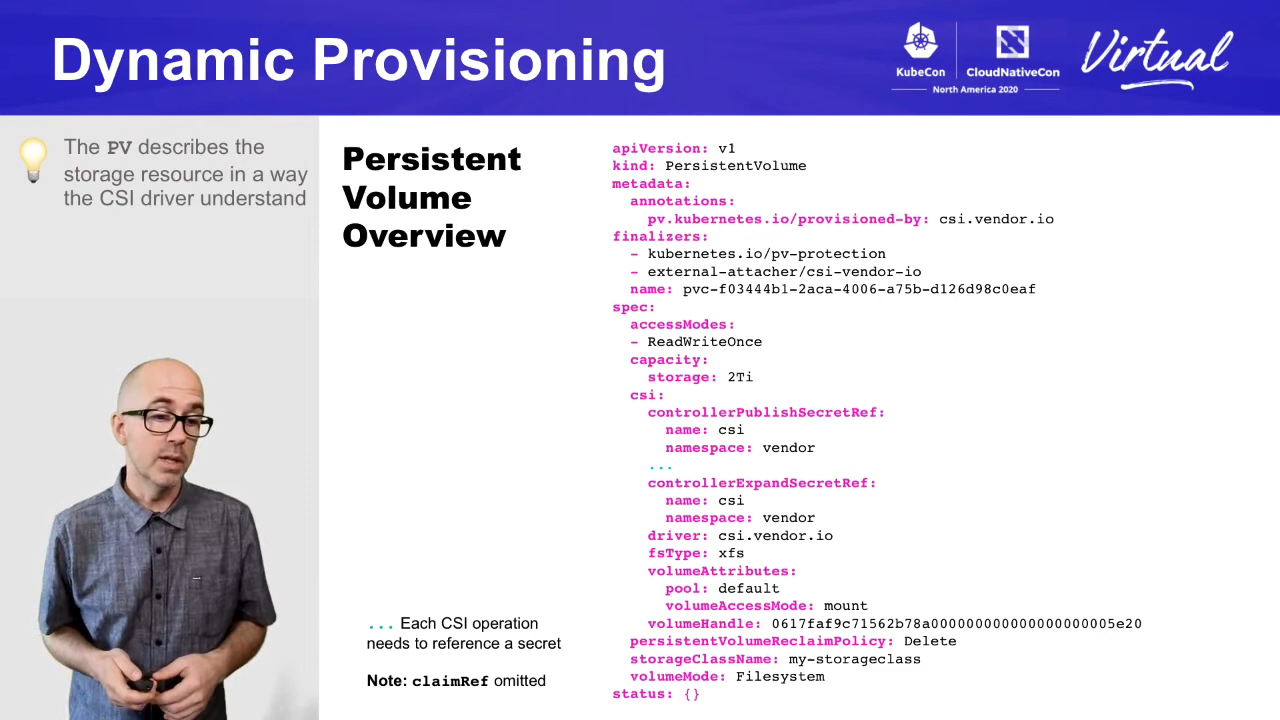 Dynamic Provisioning
KubeCon
CloudNativeCon
North America 2020
Virtual
The PV describes the
storage resource in a way
the CSI driver understand
Persistent
Volume
Overview
... Each CSI operation
needs to reference a secret
Note: claimRef omitted
apiVersion: v1
kind: PersistentVolume
metadata:
  annotations:
    pv.kubernetes.io/provisioned-by: csi.vendor.io
finalizers:
  - kubernetes.io/pv-protection
  - external-attacher/csi-vendor-io
  name: pvc-f03444b1-2aca-4006-a75b-d126d98c0eaf
spec:
  accessModes:
  - ReadWriteOnce
  capacity:
    storage: 2Ti
  csi:
    controllerPublishSecretRef:
      name: csi
      namespace: vendor
    ...
    controllerExpandSecretRef:
      name: csi
      namespace: vendor
    driver: csi.vendor.io
    fsType: xfs
    volumeAttributes:
      pool: default
      volumeAccessMode: mount
    volumeHandle: 0617faf9c71562b78a000000000000000000005e20
  persistentVolumeReclaimPolicy: Delete
  storageClassName: my-storageclass
  volumeMode: Filesystem
status: {}